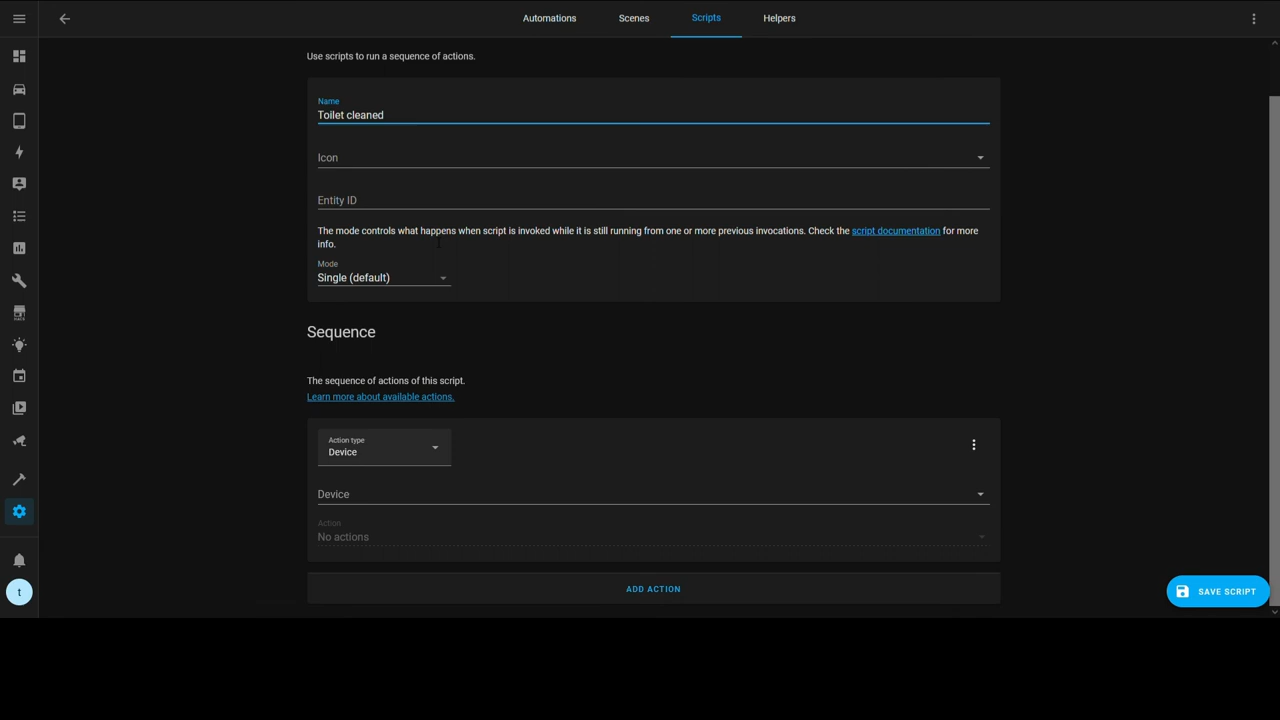 Automations
Scenes
Scripts
Helpers
Use scripts to run a sequence of actions.
Name
Toilet cleaned
Icon
Entity ID
The mode controls what happens when script is invoked while it is still running from one or more previous invocations. Check the script documentation for more
info.
Mode
Single (default)
Sequence
The sequence of actions of this script.
Learn more about available actions.
Action type
Device
Device
Action
No actions
ADD ACTION
SAVE SCRIPT
t